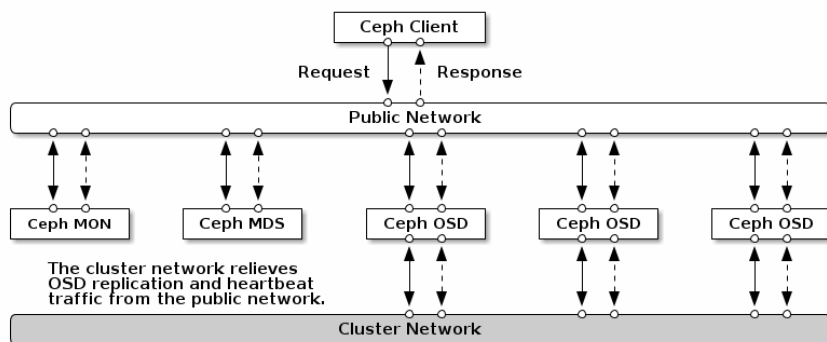 Ceph Client
Request
Response
Public Network
Ceph MON
Ceph MDS
Ceph OSD
Ceph OSD
Ceph OSD
The cluster network relieves
OSD replication and heartbeat
traffic from the public network.
Cluster Network